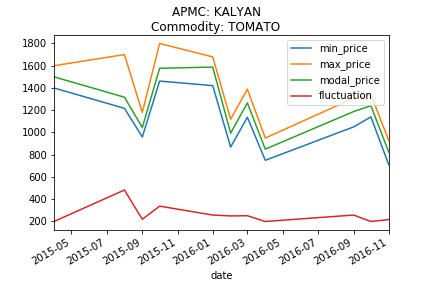 APMC: KALYAN
Commodity: TOMATO
1800
1600
1400
1200
1000
800
600
400
200
min_price
max_price
modal_price
fluctuation
2015-05
2015-07
2015-09
2015-11
2016-01
2016-03
2016-05
2016-07
2016-09
2016-11
date